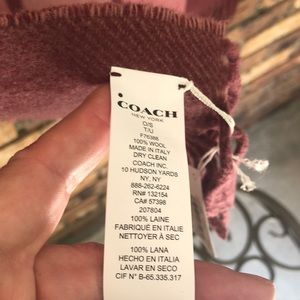 COACH
NEW YORK
O/S
T/U
F76388
100% WOOL
MADE IN ITALY
DRY CLEAN
COACH INC.
10 HUDSON YARDS
NY, NY
888-262-6224
RN# 132154
CA# 57398
207804
100% LAINE
FABRIQUÉ EN ITALIE
NETTOYER À SEC
100% LANA
HECHO EN ITALIA
LAVAR EN SECO
CIF N° B-65.335.317